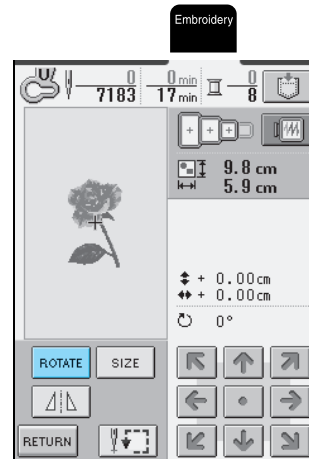 Embroidery
U
0 0 min 0
7183 17 min 8
9.8 cm
5.9 cm
+ 0.00cm
+ 0.00cm
0°
ROTATE SIZE
RETURN